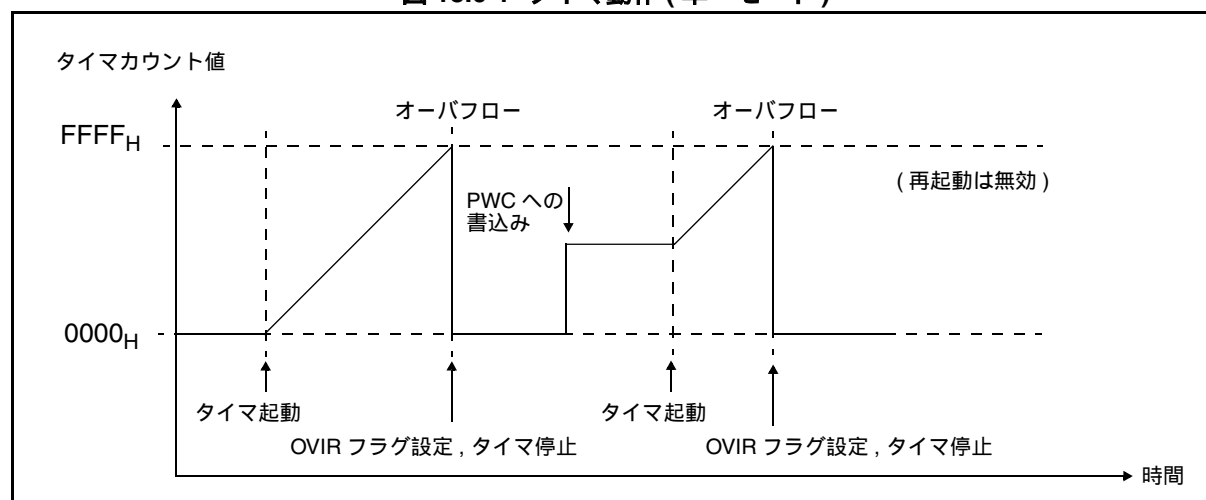 タイマカウント値
オーバフロー
オーバフロー
FFFFH
( 再起動は無効 )
PWC への
書込み
0000H
タイマ起動
タイマ起動
OVIR フラグ設定 , タイマ停止
OVIR フラグ設定 , タイマ停止
時間